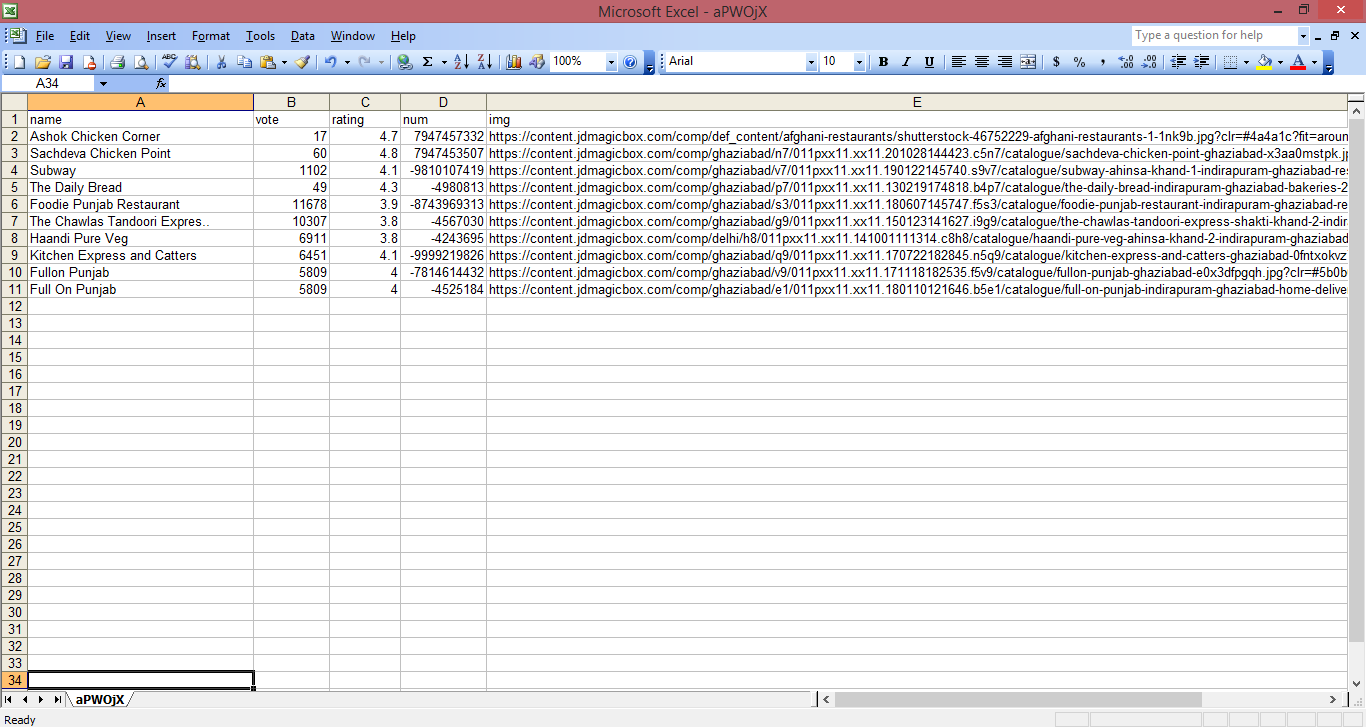 Microsoft Excel - aPWOjX
File Edit View Insert Format Tools Data Window Help Type a question for help
100% Arial 10 B I U $ % ,
A34 fx
A B C D E
1 name vote rating num img
2 Ashok Chicken Corner 17 4.7 7947457332 https://content.jdmagicbox.com/comp/def_content/afghani-restaurants/shutterstock-46752229-afghani-restaurants-1-1nk9b.jpg?clr=#4a4a1c?fit=aroun
3 Sachdeva Chicken Point 60 4.8 7947453507 https://content.jdmagicbox.com/comp/ghaziabad/n7/011pxx11.xx11.201028144423.c5n7/catalogue/sachdeva-chicken-point-ghaziabad-x3aa0mstpk.jp
4 Subway 1102 4.1 -9810107419 https://content.jdmagicbox.com/comp/ghaziabad/v7/011pxx11.xx11.190122145740.s9v7/catalogue/subway-ahinsa-khand-1-indirapuram-ghaziabad-res
5 The Daily Bread 49 4.3 -4980813 https://content.jdmagicbox.com/comp/ghaziabad/p7/011pxx11.xx11.130219174818.b4p7/catalogue/the-daily-bread-indirapuram-ghaziabad-bakeries-2
6 Foodie Punjab Restaurant 11678 3.9 -8743969313 https://content.jdmagicbox.com/comp/ghaziabad/s3/011pxx11.xx11.180607145747.f5s3/catalogue/foodie-punjab-restaurant-indirapuram-ghaziabad-re
7 The Chawlas Tandoori Expres.. 10307 3.8 -4567030 https://content.jdmagicbox.com/comp/ghaziabad/g9/011pxx11.xx11.150123141627.i9g9/catalogue/the-chawlas-tandoori-express-shakti-khand-2-indir
8 Haandi Pure Veg 6911 3.8 -4243695 https://content.jdmagicbox.com/comp/delhi/h8/011pxx11.xx11.141001111314.c8h8/catalogue/haandi-pure-veg-ahinsa-khand-2-indirapuram-ghaziabad
9 Kitchen Express and Catters 6451 4.1 -9999219826 https://content.jdmagicbox.com/comp/ghaziabad/q9/011pxx11.xx11.170722182845.n5q9/catalogue/kitchen-express-and-catters-ghaziabad-0fntxokvz
10 Fullon Punjab 5809 4 -7814614432 https://content.jdmagicbox.com/comp/ghaziabad/v9/011pxx11.xx11.171118182535.f5v9/catalogue/fullon-punjab-ghaziabad-e0x3dfpgqh.jpg?clr=#5b0b
11 Full On Punjab 5809 4 -4525184 https://content.jdmagicbox.com/comp/ghaziabad/e1/011pxx11.xx11.180110121646.b5e1/catalogue/full-on-punjab-indirapuram-ghaziabad-home-delive
12
13
14
15
16
17
18
19
20
21
22
23
24
25
26
27
28
29
30
31
32
33
34
aPWOjX
Ready